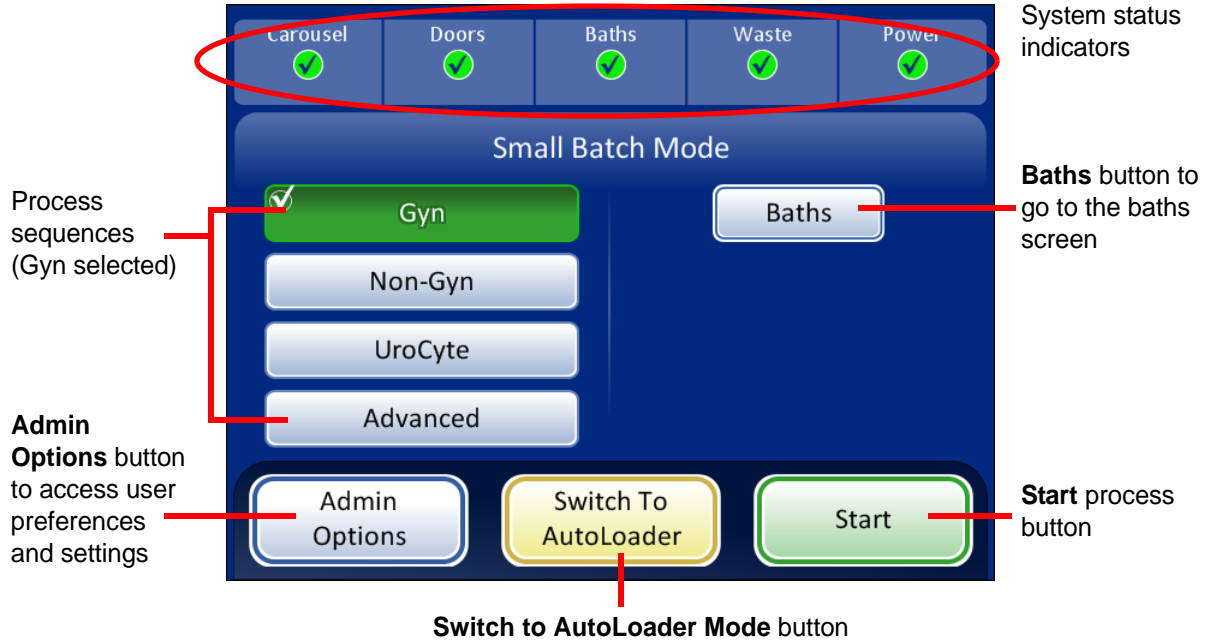 System status
indicators
Carousel
Doors
Baths
Waste
Power
Small Batch Mode
Process
sequences
(Gyn selected)
Gyn
Non-Gyn
UroCyte
Advanced
Baths
Baths button to
go to the baths
screen
Admin
Options button
to access user
preferences
and settings
Admin
Options
Switch To
AutoLoader
Start
Start process
button
Switch to AutoLoader Mode button